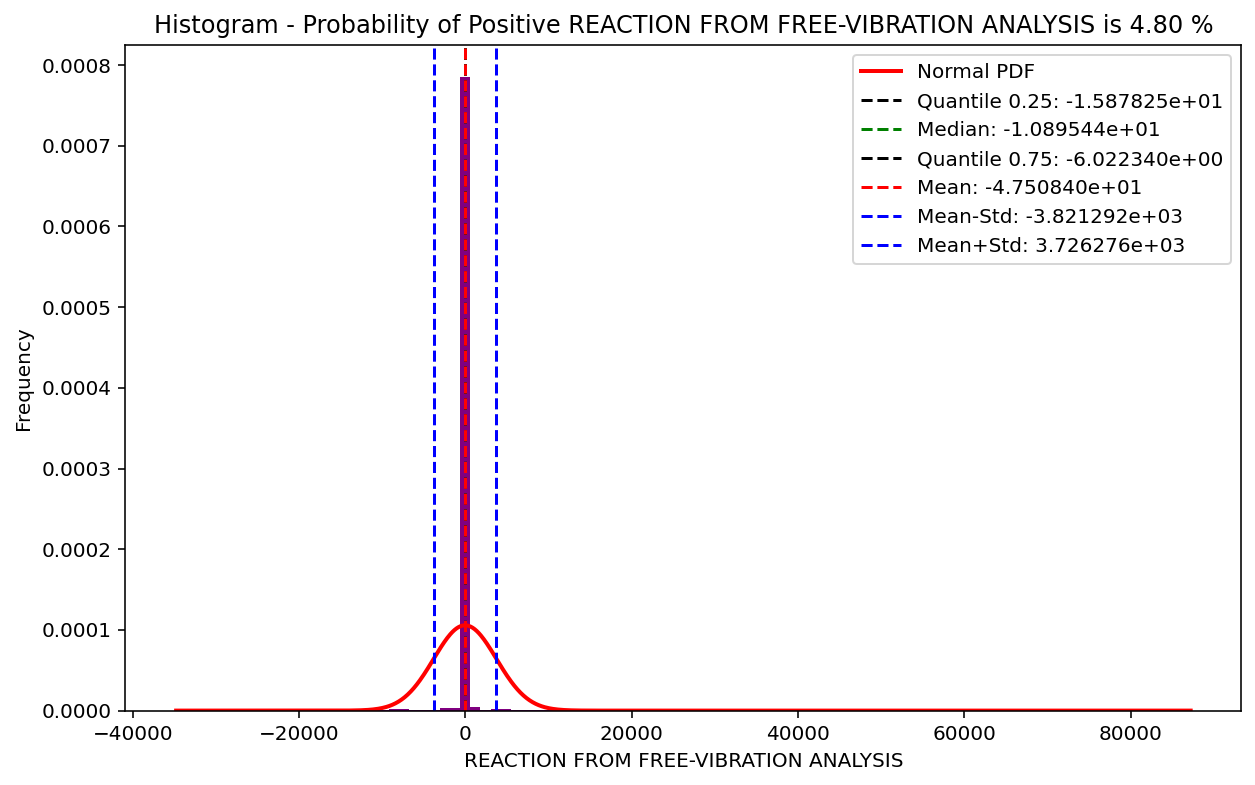 Histogram - Probability of Positive REACTION FROM FREE-VIBRATION ANALYSIS is 4.80 %
Normal PDF
Quantile 0.25: -1.587825e+01
Median: -1.089544e+01
Quantile 0.75: -6.022340e+00
Mean: -4.750840e+01
Mean-Std: -3.821292e+03
Mean+Std: 3.726276e+03
Frequency
0.0008
0.0007
0.0006
0.0005
0.0004
0.0003
0.0002
0.0001
0.0000
−40000
−20000
0
20000
40000
60000
80000
REACTION FROM FREE-VIBRATION ANALYSIS